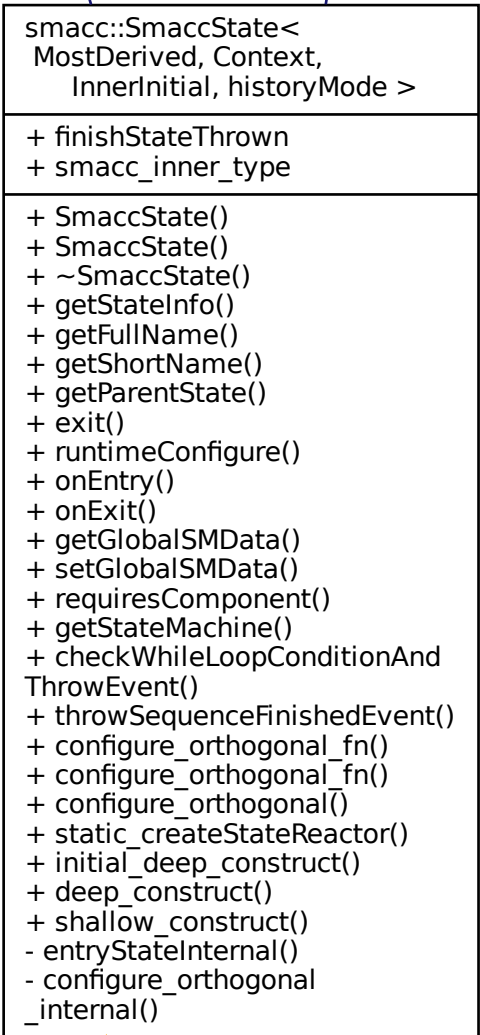 smacc::SmaccState<
MostDerived, Context,
InnerInitial, historyMode >
+ finishStateThrown
+ smacc_inner_type
+ SmaccState()
+ SmaccState()
+ ~SmaccState()
+ getStateInfo()
+ getFullName()
+ getShortName()
+ getParentState()
+ exit()
+ runtimeConfigure()
+ onEntry()
+ onExit()
+ getGlobalSMData()
+ setGlobalSMData()
+ requiresComponent()
+ getStateMachine()
+ checkWhileLoopConditionAnd
ThrowEvent()
+ throwSequenceFinishedEvent()
+ configure_orthogonal_fn()
+ configure_orthogonal_fn()
+ configure_orthogonal()
+ static_createStateReactor()
+ initial_deep_construct()
+ deep_construct()
+ shallow_construct()
- entryStateInternal()
- configure_orthogonal
_internal()